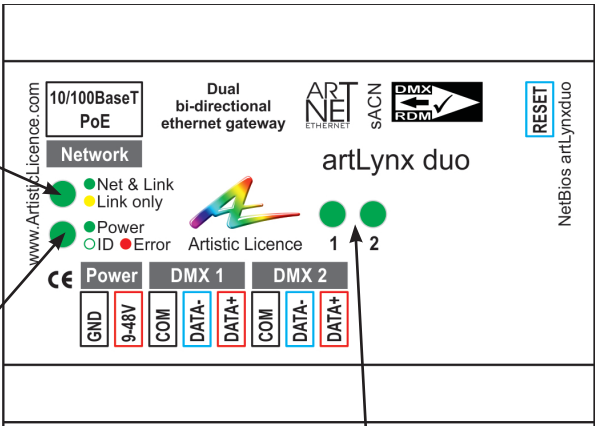 www.ArtisticLicence.com
10/100BaseT
PoE
Network
Dual
bi-directional
ethernet gateway
ART
NET
ETHERNET
sACN
DMX
RDM
RESET
NetBios artLynxduo
artLynx duo
Net & Link
Link only
Power
ID Error
Artistic Licence
1 2
CE Power DMX 1 DMX 2
GND 9-48V COM DATA- DATA+ COM DATA- DATA+